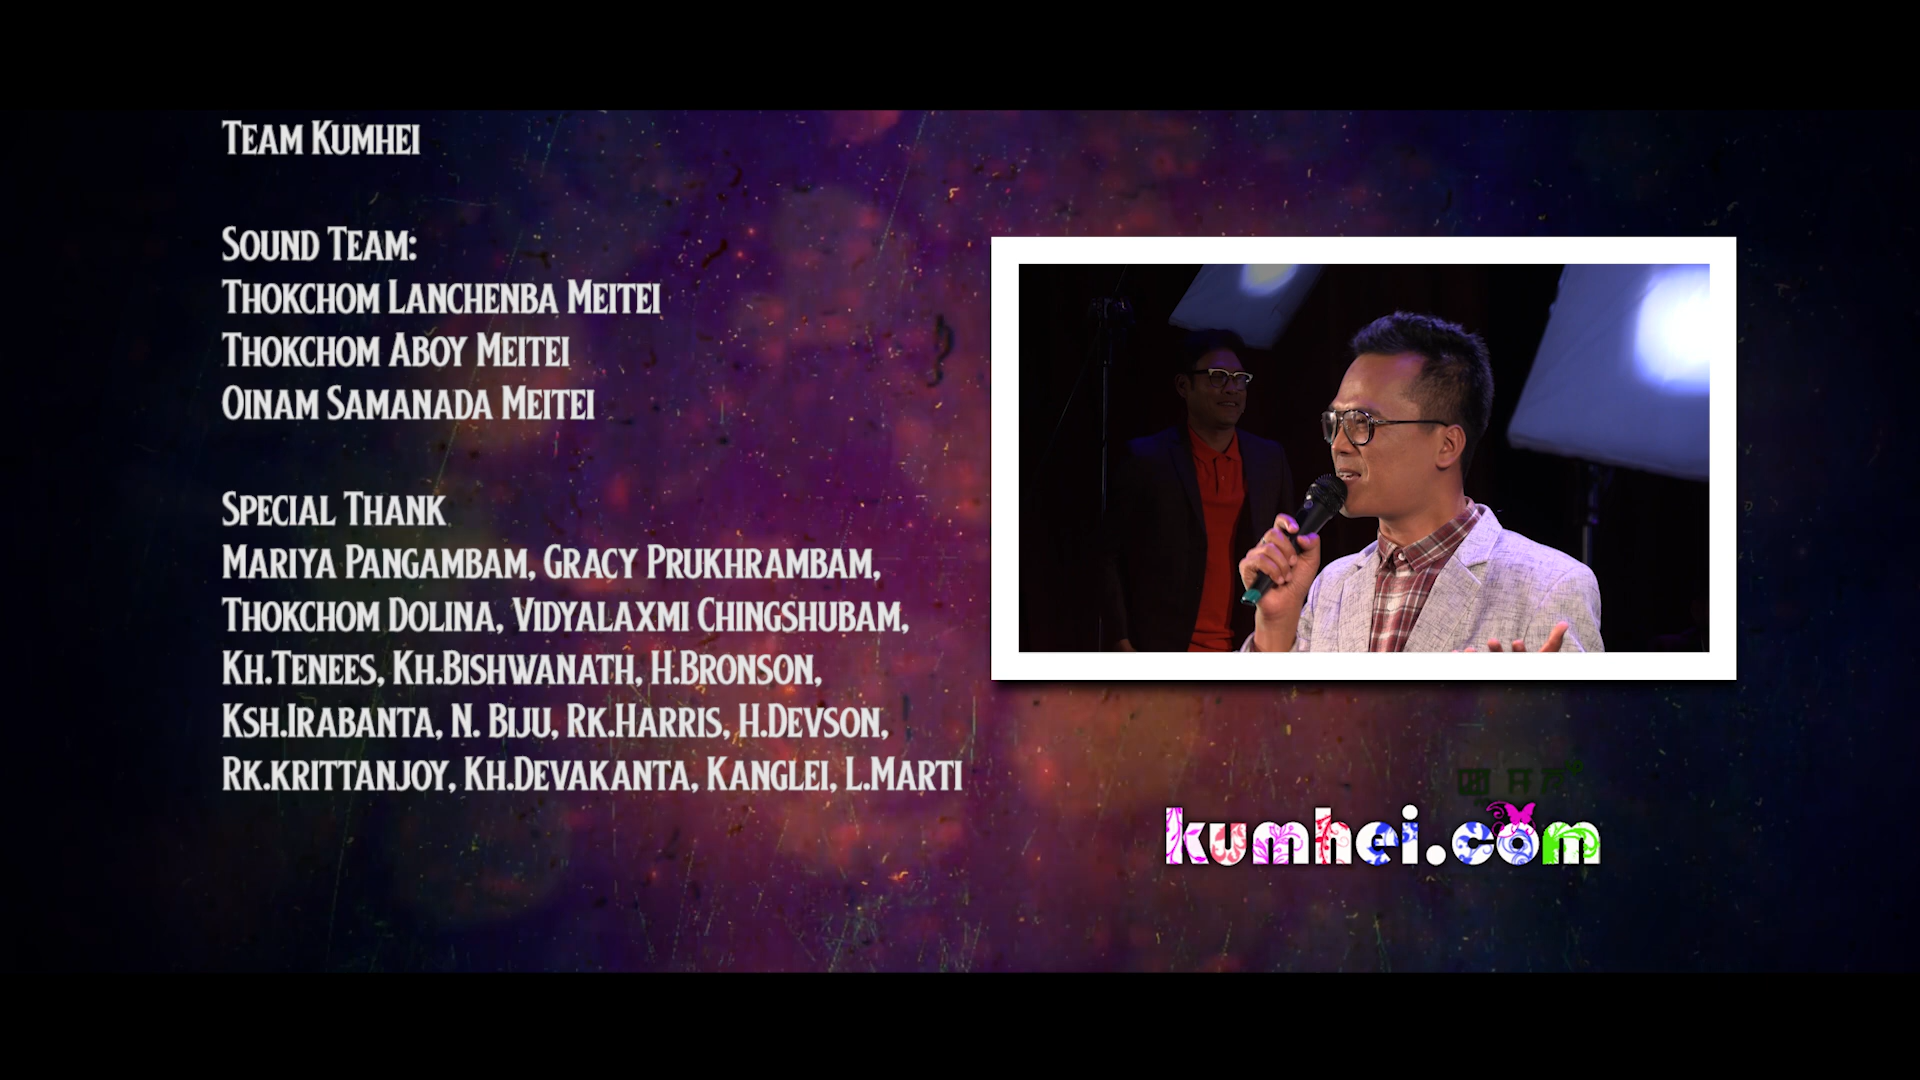 Team Kumhei
Sound Team:
Thokchom Lanchenba Meitei
Thokchom Aboy Meitei
Oinam Samanada Meitei
Special Thank
Mariya Pangambam, Gracy Prukhrambam,
Thokchom Dolina, Vidyalaxmi Chingshubam,
Kh.Tenees, Kh.Bishwanath, H.Bronson,
Ksh.Irabanta, N. Biju, Rk.Harris, H.Devson,
Rk.krittanjoy, Kh.Devakanta, Kanglei, L.Marti
kumhei.com